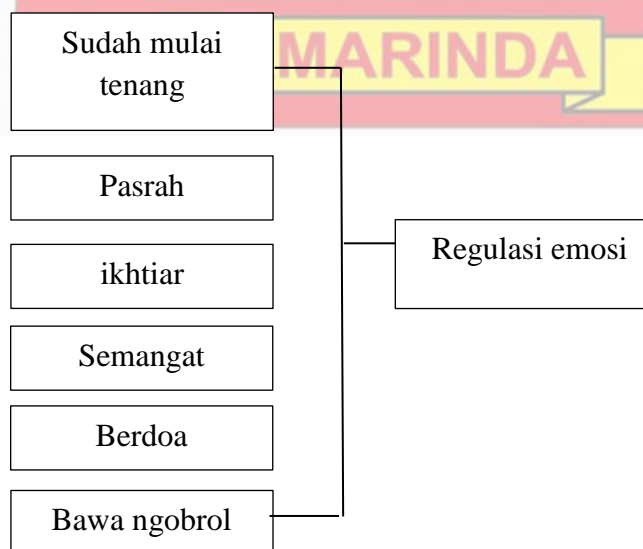 MARINDA
Sudah mulai
tenang
Pasrah
ikhtiar
Regulasi emosi
Semangat
Berdoa
Bawa ngobrol